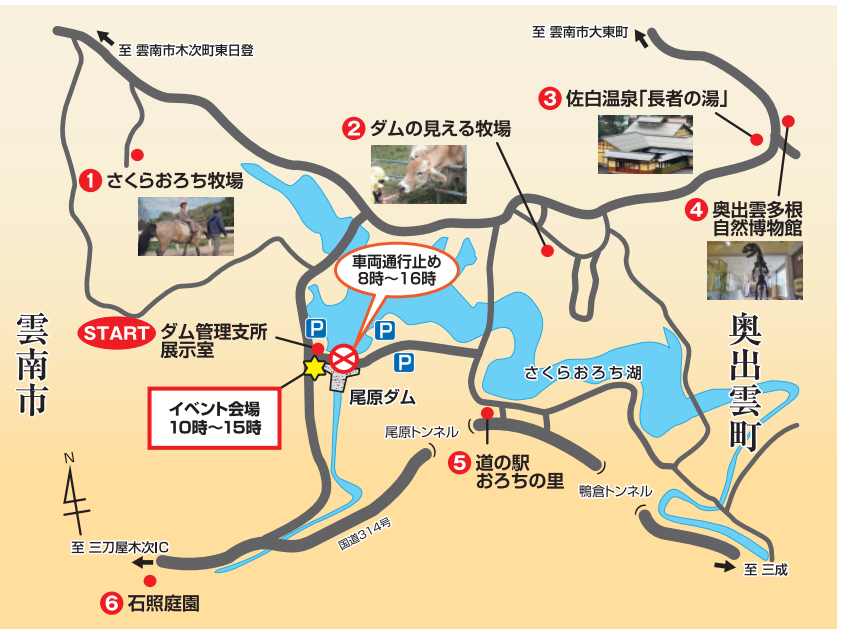 至 雲南市木次町東日登
至 雲南市大東町
❸ 佐白温泉「長者の湯」
❷ ダムの見える牧場
❶ さくらおろち牧場
❹ 奥出雲多根
自然博物館
車両通行止め
8時〜16時
雲南市
START ダム管理支所
展示室
P
P
P
奥出雲町
さくらおろち湖
イベント会場
10時〜15時
尾原ダム
尾原トンネル
❺ 道の駅
おろちの里
鴨倉トンネル
N
国道314号
至 三刀屋木次IC
至 三成
❻ 石照庭園